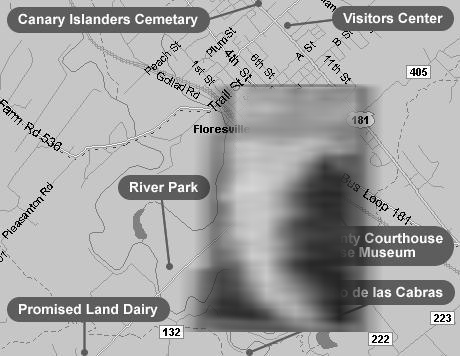 Canary Islanders Cemetery
Visitors Center
Plum St
A St
B St
Peach St
4th St
6th St
11th St
1st St
405
Goliad Rd
Trail St
Farm Rd 536
Floresville
181
River Park
Bus Loop 181
Pleasanton Rd
Courthouse
Museum
de las Cabras
Promised Land Dairy
132
222
223